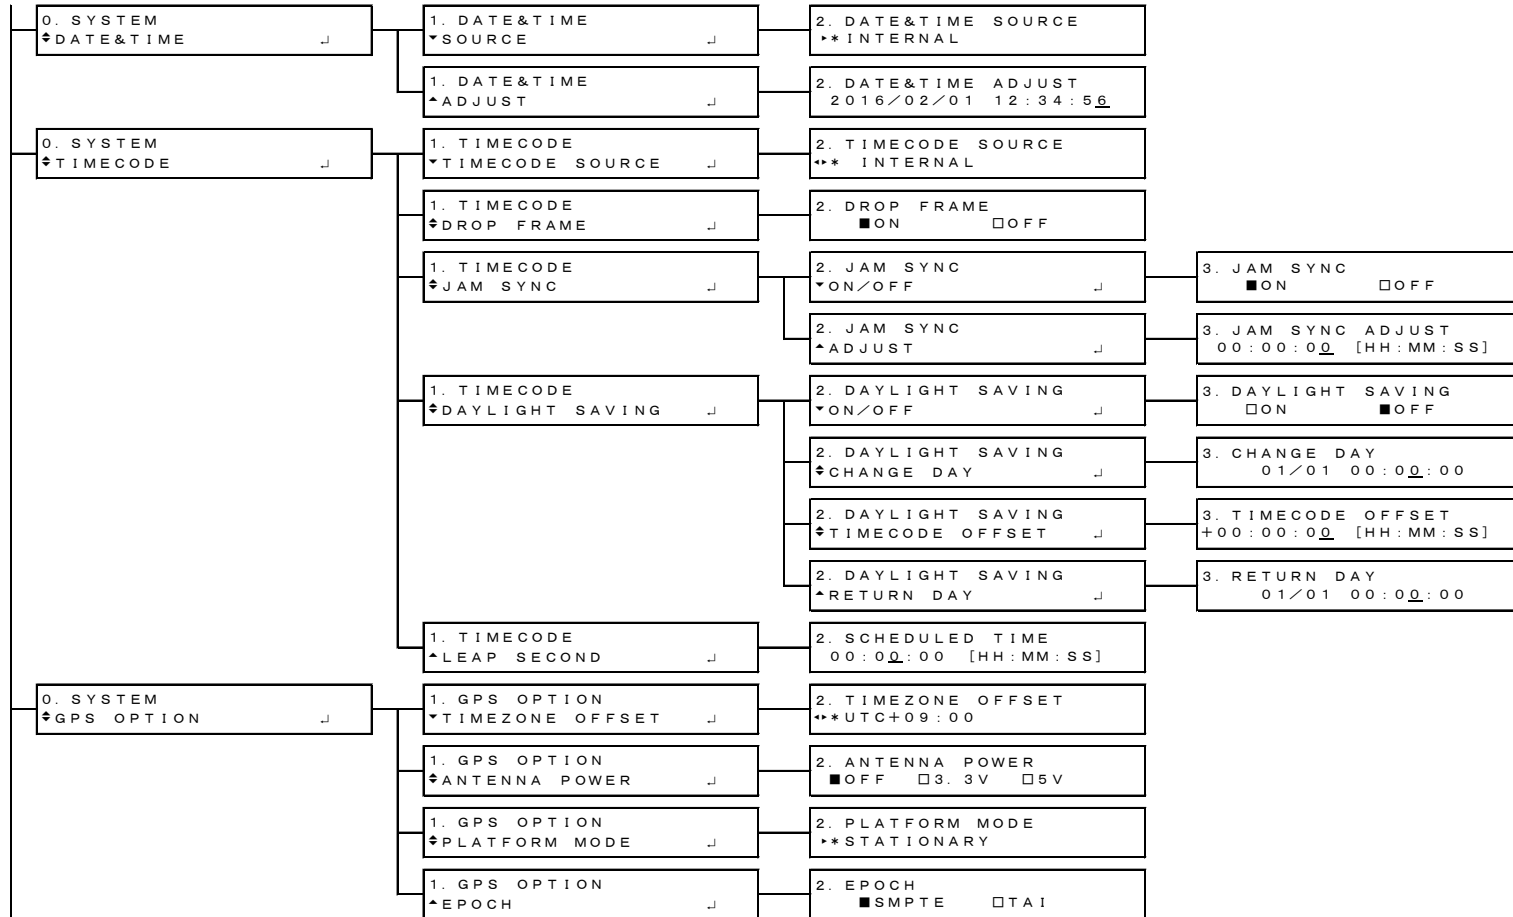 0. SYSTEM
DATE&TIME
1. DATE&TIME
SOURCE
2. DATE&TIME SOURCE
* INTERNAL
1. DATE&TIME
ADJUST
2. DATE&TIME ADJUST
2016/02/01 12:34:56
0. SYSTEM
TIMECODE
1. TIMECODE
TIMECODE SOURCE
2. TIMECODE SOURCE
* INTERNAL
1. TIMECODE
DROP FRAME
2. DROP FRAME
■ON □OFF
1. TIMECODE
JAM SYNC
2. JAM SYNC
ON/OFF
3. JAM SYNC
■ON □OFF
2. JAM SYNC
ADJUST
3. JAM SYNC ADJUST
00:00:00 [HH:MM:SS]
1. TIMECODE
DAYLIGHT SAVING
2. DAYLIGHT SAVING
ON/OFF
3. DAYLIGHT SAVING
□ON ■OFF
2. DAYLIGHT SAVING
CHANGE DAY
3. CHANGE DAY
01/01 00:00:00
2. DAYLIGHT SAVING
TIMECODE OFFSET
3. TIMECODE OFFSET
+00:00:00 [HH:MM:SS]
2. DAYLIGHT SAVING
RETURN DAY
3. RETURN DAY
01/01 00:00:00
1. TIMECODE
LEAP SECOND
2. SCHEDULED TIME
00:00:00 [HH:MM:SS]
0. SYSTEM
GPS OPTION
1. GPS OPTION
TIMEZONE OFFSET
2. TIMEZONE OFFSET
*UTC+09:00
1. GPS OPTION
ANTENNA POWER
2. ANTENNA POWER
■OFF □3.3V □5V
1. GPS OPTION
PLATFORM MODE
2. PLATFORM MODE
*STATIONARY
1. GPS OPTION
EPOCH
2. EPOCH
■SMPTE □TAI